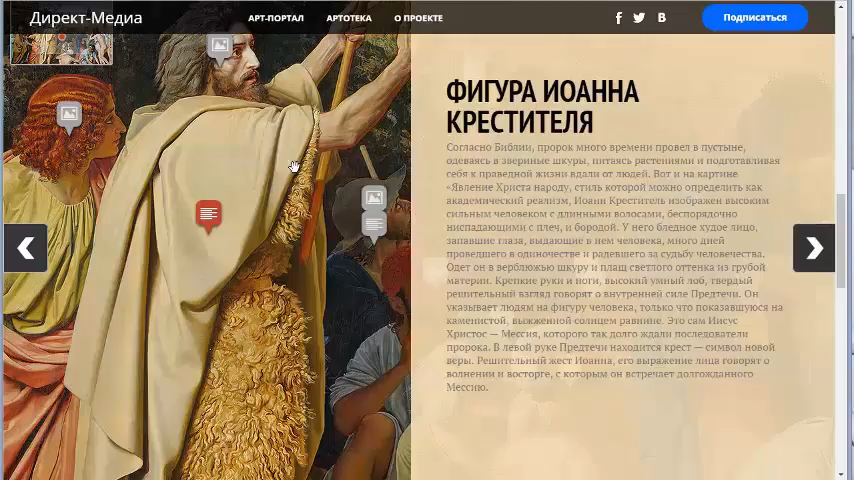 Директ-Медиа
АРТ-ПОРТАЛ АРТОТЕКА О ПРОЕКТЕ
Подписаться
ФИГУРА ИОАННА
КРЕСТИТЕЛЯ
Согласно Библии, пророк много времени провел в пустыне,
одеваясь в звериные шкуры, питаясь растениями и подготавливая
себя к праведной жизни вдали от людей. Вот и на картине
«Явление Христа народу, стиль которой можно определить как
академический реализм, Иоанн Креститель изображен высоким
сильным человеком с длинными волосами, беспорядочно
ниспадающими с плеч, и бородой. У него бледное худое лицо,
запавшие глаза, выдающие в нем человека, много дней
проведшего в одиночестве и радевшего за судьбу человечества.
Одет он в верблюжью шкуру и плащ светлого оттенка из грубой
материи. Крепкие руки и ноги, высокий умный лоб, твердый
решительный взгляд говорят о внутренней силе Предтечи. Он
указывает людям на фигуру человека, только что показавшуюся на
каменистой, выжженной солнцем равнине. Это сам Иисус
Христос — Мессия, которого так долго ждали последователи
пророка. В левой руке Предтечи находится крест — символ новой
веры. Решительный жест Иоанна, его выражение лица говорят о
волнении и восторге, с которым он встречает долгожданного
Мессию.